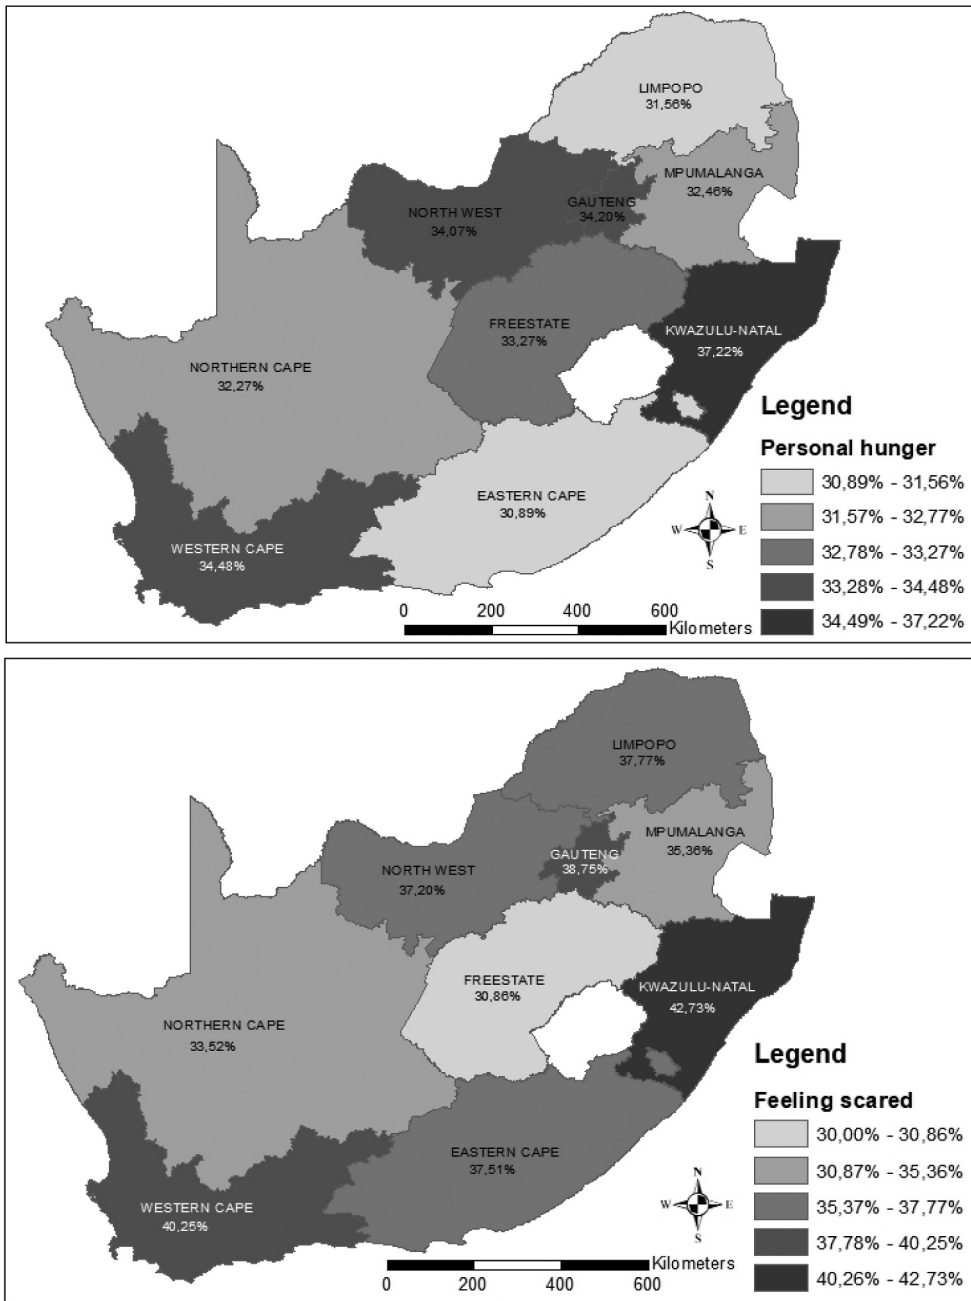 LIMPOPO
31,56%
MPUMALANGA
32,46%
GAUTENG
34,20%
NORTH WEST
34,07%
FREESTATE
33,27%
KWAZULU-NATAL
37,22%
NORTHERN CAPE
32,27%
EASTERN CAPE
30,89%
WESTERN CAPE
34,48%
Legend
Personal hunger
30,89% - 31,56%
31,57% - 32,77%
32,78% - 33,27%
33,28% - 34,48%
34,49% - 37,22%
N
W E
S
0 200 400 600
Kilometers
LIMPOPO
37,77%
MPUMALANGA
35,36%
GAUTENG
38,75%
NORTH WEST
37,20%
FREESTATE
30,86%
KWAZULU-NATAL
42,73%
NORTHERN CAPE
33,52%
EASTERN CAPE
37,51%
WESTERN CAPE
40,25%
Legend
Feeling scared
30,00% - 30,86%
30,87% - 35,36%
35,37% - 37,77%
37,78% - 40,25%
40,26% - 42,73%
N
W E
S
Kilometers
0 200 400 600